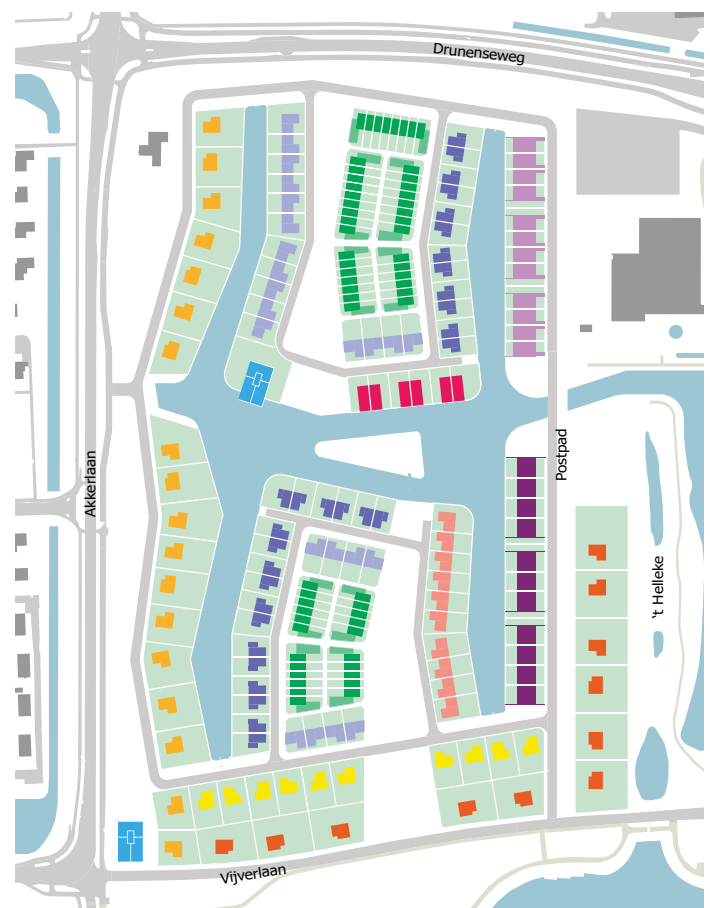 Drunenseweg
Akkerlaan
Postpad
't Helleke
Vijverlaan